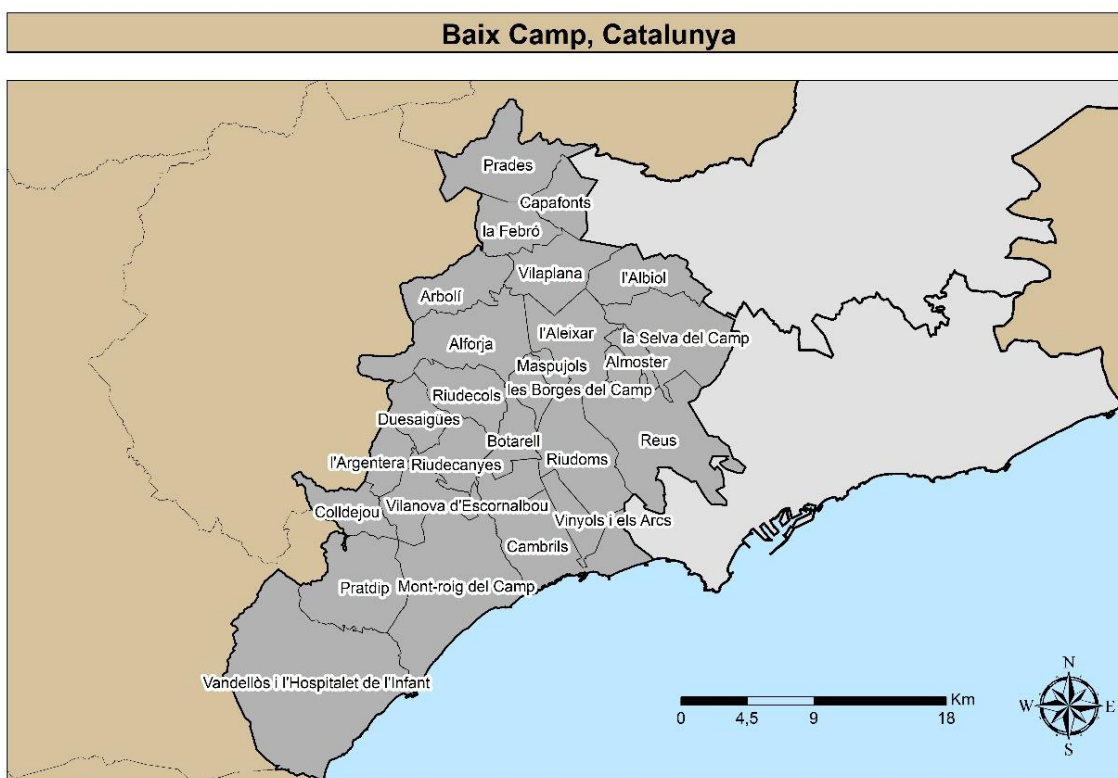 Baix Camp, Catalunya
Prades
Capafonts
la Febró
Vilaplana
l'Albiol
Arbolí
l'Aleixar
la Selva del Camp
Alforja
Maspujols
Almoster
les Borges del Camp
Riudecols
Duesaigües
Botarell
Reus
l'Argentera
Riudecanyes
Riudoms
Colldejou
Vilanova d'Escornalbou
Vinyols i els Arcs
Cambrils
Pratdip
Mont-roig del Camp
Vandellòs i l'Hospitalet de l'Infant
Km
0 4,5 9 18
N
W E
S